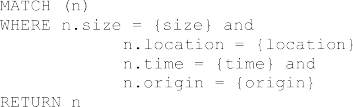 MATCH (n)
WHERE n.size = {size} and
n.location = {location}
n.time = {time} and
n.origin = {origin}
RETURN n